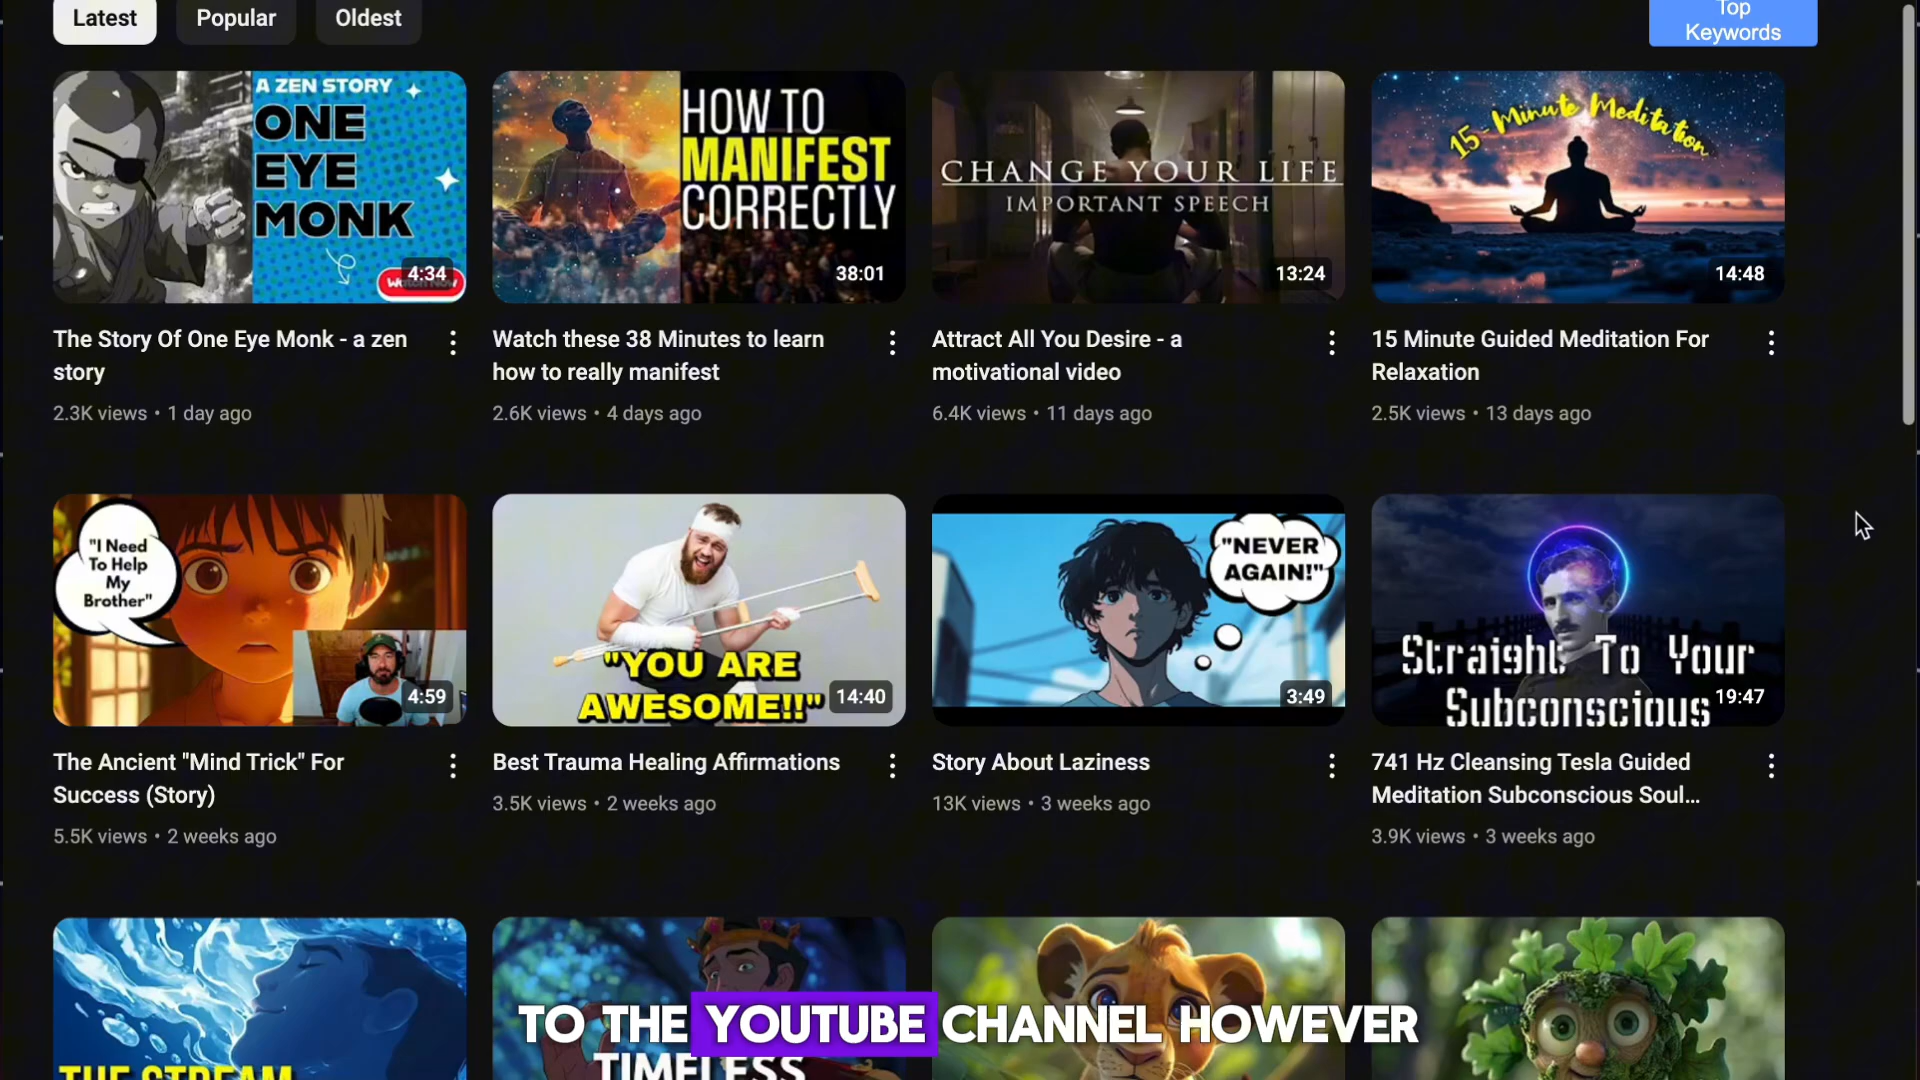 Latest
Popular
Oldest
Top
Keywords
A ZEN STORY
ONE
EYE
MONK
4:34
HOW TO
MANIFEST
CORRECTLY
38:01
CHANGE YOUR LIFE
IMPORTANT SPEECH
13:24
15-Minute Meditation
14:48
The Story Of One Eye Monk - a zen
story
2.3K views • 1 day ago
Watch these 38 Minutes to learn
how to really manifest
2.6K views • 4 days ago
Attract All You Desire - a
motivational video
6.4K views • 11 days ago
15 Minute Guided Meditation For
Relaxation
2.5K views • 13 days ago
"I Need
To Help
My
Brother"
4:59
"YOU ARE
AWESOME!!"
14:40
"NEVER
AGAIN!"
3:49
Straight To Your
Subconscious
19:47
The Ancient "Mind Trick" For
Success (Story)
5.5K views • 2 weeks ago
Best Trauma Healing Affirmations
3.5K views • 2 weeks ago
Story About Laziness
13K views • 3 weeks ago
741 Hz Cleansing Tesla Guided
Meditation Subconscious Soul...
3.9K views • 3 weeks ago
TO THE YOUTUBE CHANNEL HOWEVER
THE STREAM
TIMELESS